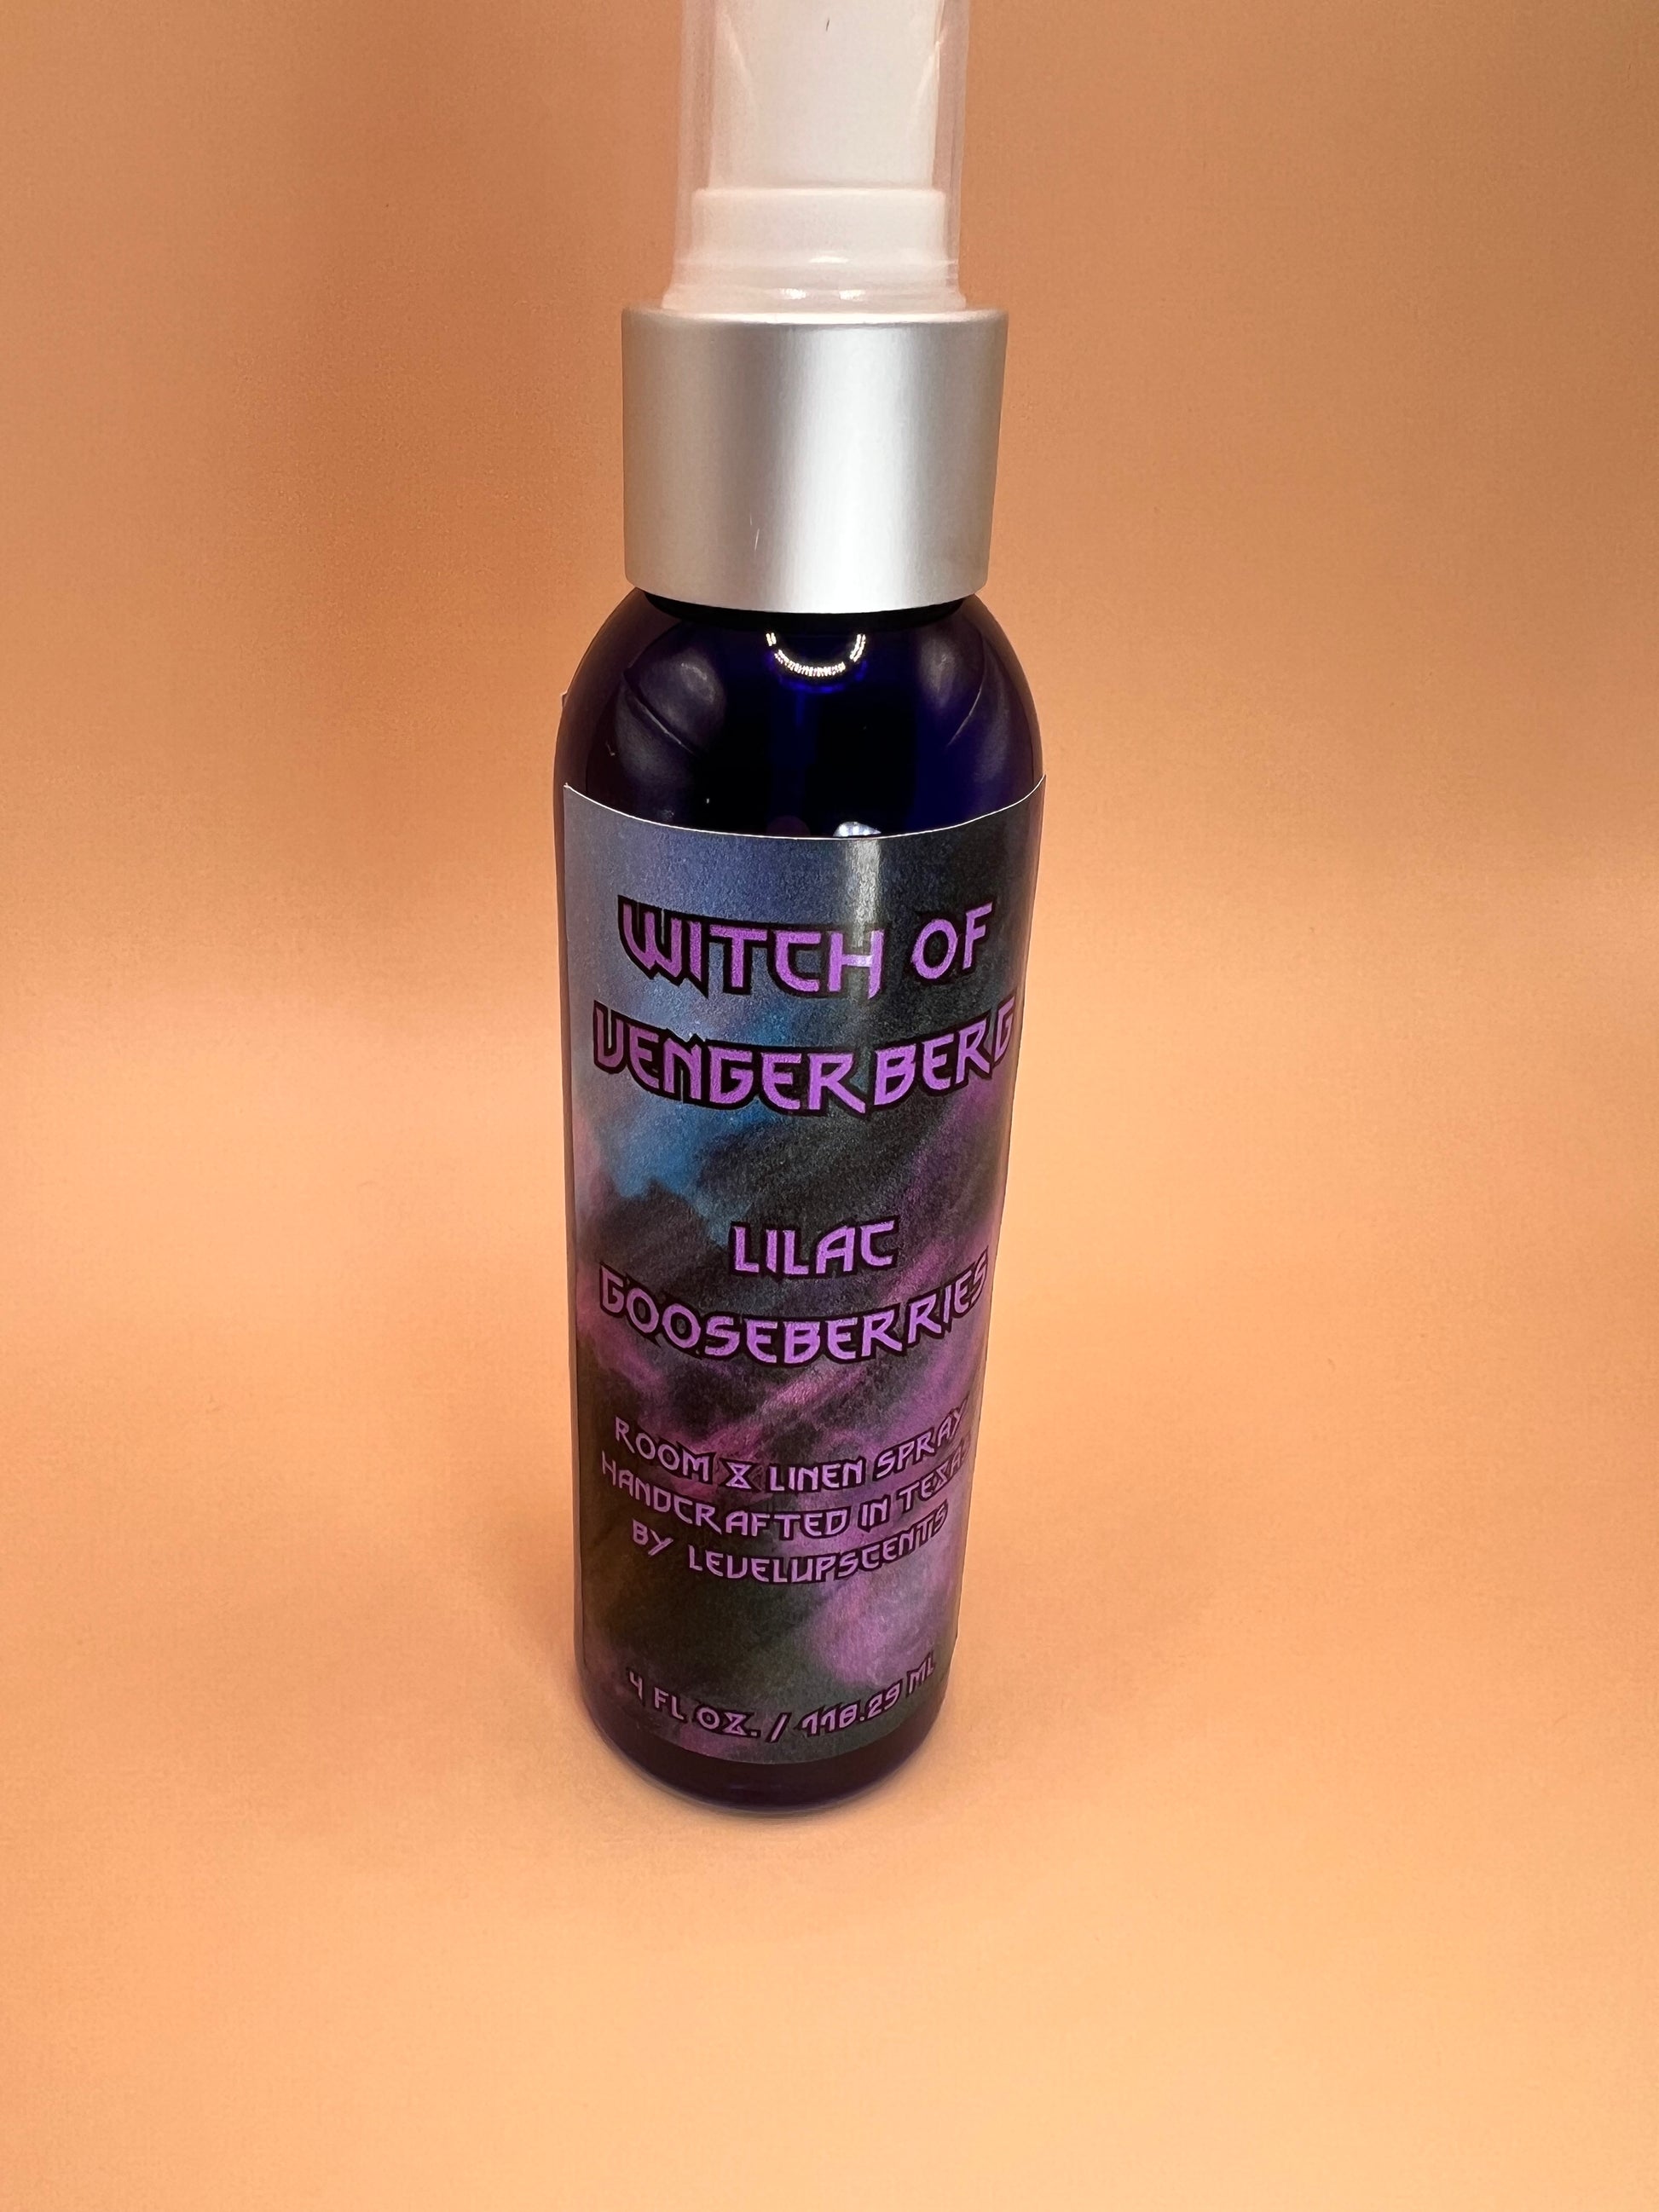 WITCH OF
VENGERBERG
LILAC
GOOSEBERRIES
ROOM & LINEN SPRAY
HANDCRAFTED IN TEXAS
BY LEVELUPSCENTS
4 FL OZ. / 118.29 ML